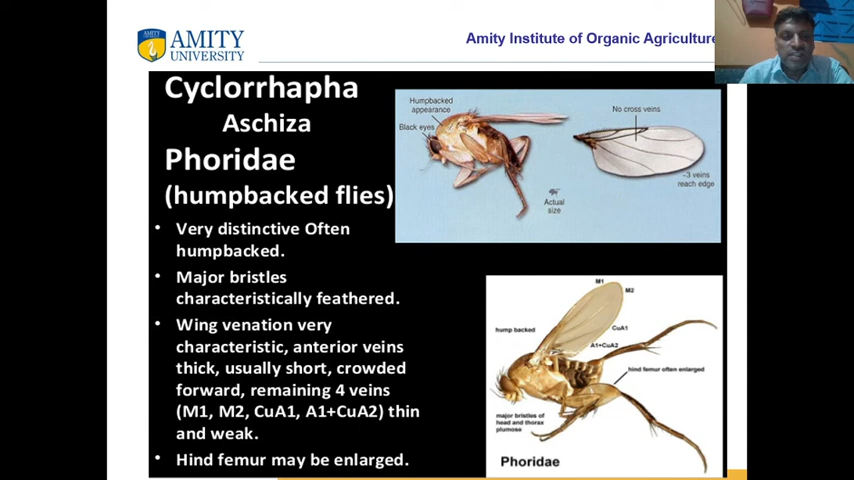 AMITY
AMITY
UNIVERSITY
Amity Institute of Organic Agriculture
Cyclorrhapha
Aschiza
Phoridae
(humpbacked flies)
• Very distinctive Often
humpbacked.
• Major bristles
characteristically feathered.
• Wing venation very
characteristic, anterior veins
thick, usually short, crowded
forward, remaining 4 veins
(M1, M2, CuA1, A1+CuA2) thin
and weak.
• Hind femur may be enlarged.
Humpbacked
appearance
Black eyes
No cross veins
~3 veins
reach edge
Actual
size
M1
M2
CuA1
A1+CuA2
hump backed
hind femur often enlarged
major bristles of
head and thorax
plumose
Phoridae